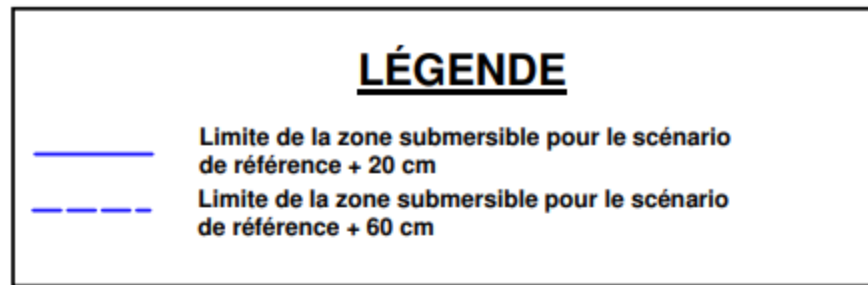 LÉGENDE
Limite de la zone submersible pour le scénario
de référence + 20 cm
Limite de la zone submersible pour le scénario
de référence + 60 cm